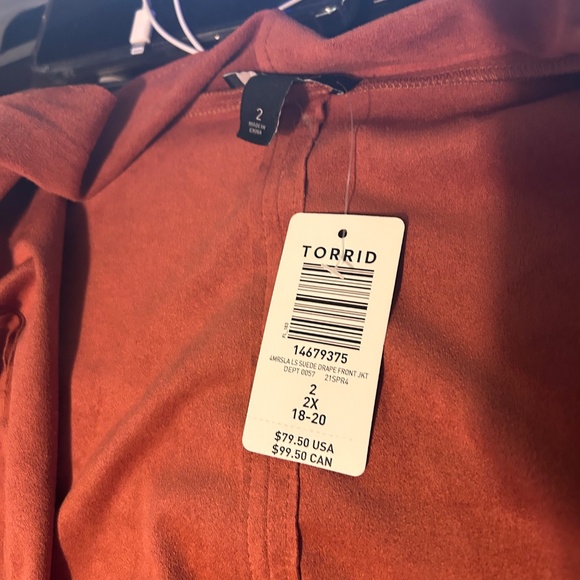 2
MADE IN
CHINA
TORRID
14679375
4MRSLA LS SUEDE DRAPE FRONT JKT
DEPT 0057 21SPR4
2
2X
18-20
$79.50 USA
$99.50 CAN